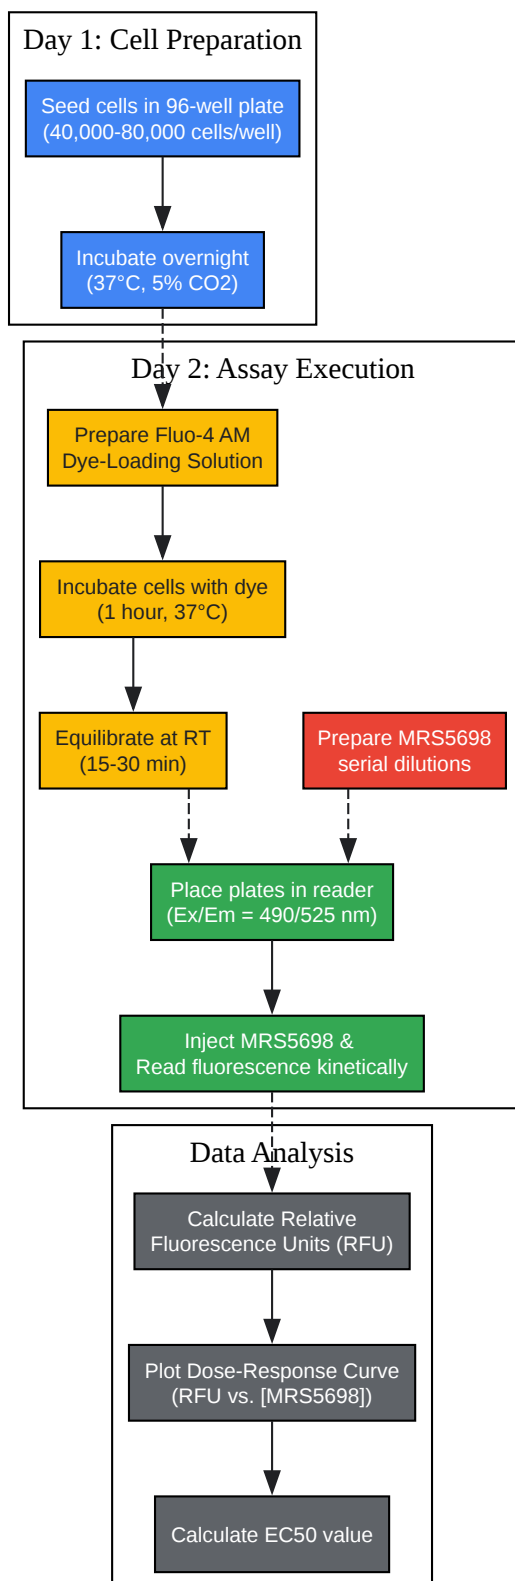 Day 1: Cell Preparation
Seed cells in 96-well plate
(40,000-80,000 cells/well)
Incubate overnight
(37°C, 5% CO2)
Day 2: Assay Execution
Prepare Fluo-4 AM
Dye-Loading Solution
Incubate cells with dye
(1 hour, 37°C)
Equilibrate at RT
(15-30 min)
Prepare MRS5698
serial dilutions
Place plates in reader
(Ex/Em = 490/525 nm)
Inject MRS5698 &
Read fluorescence kinetically
Data Analysis
Calculate Relative
Fluorescence Units (RFU)
Plot Dose-Response Curve
(RFU vs. [MRS5698])
Calculate EC50 value